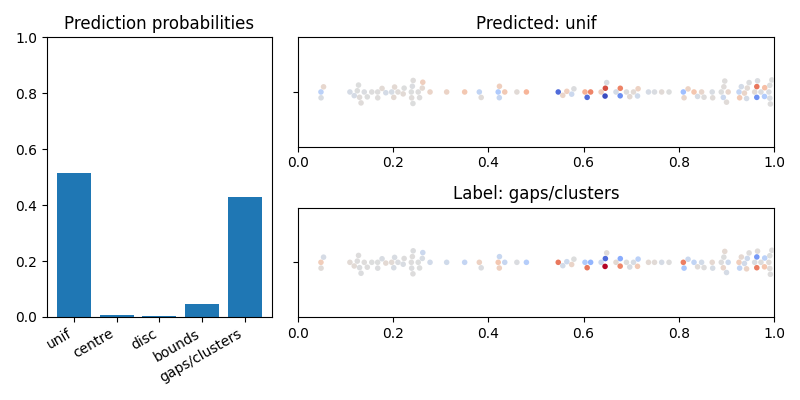 Prediction probabilities
1.0
0.8
0.6
0.4
0.2
0.0
unif
centre
disc
bounds
gaps/clusters
Predicted: unif
0.0 0.2 0.4 0.6 0.8 1.0
Label: gaps/clusters
0.0 0.2 0.4 0.6 0.8 1.0